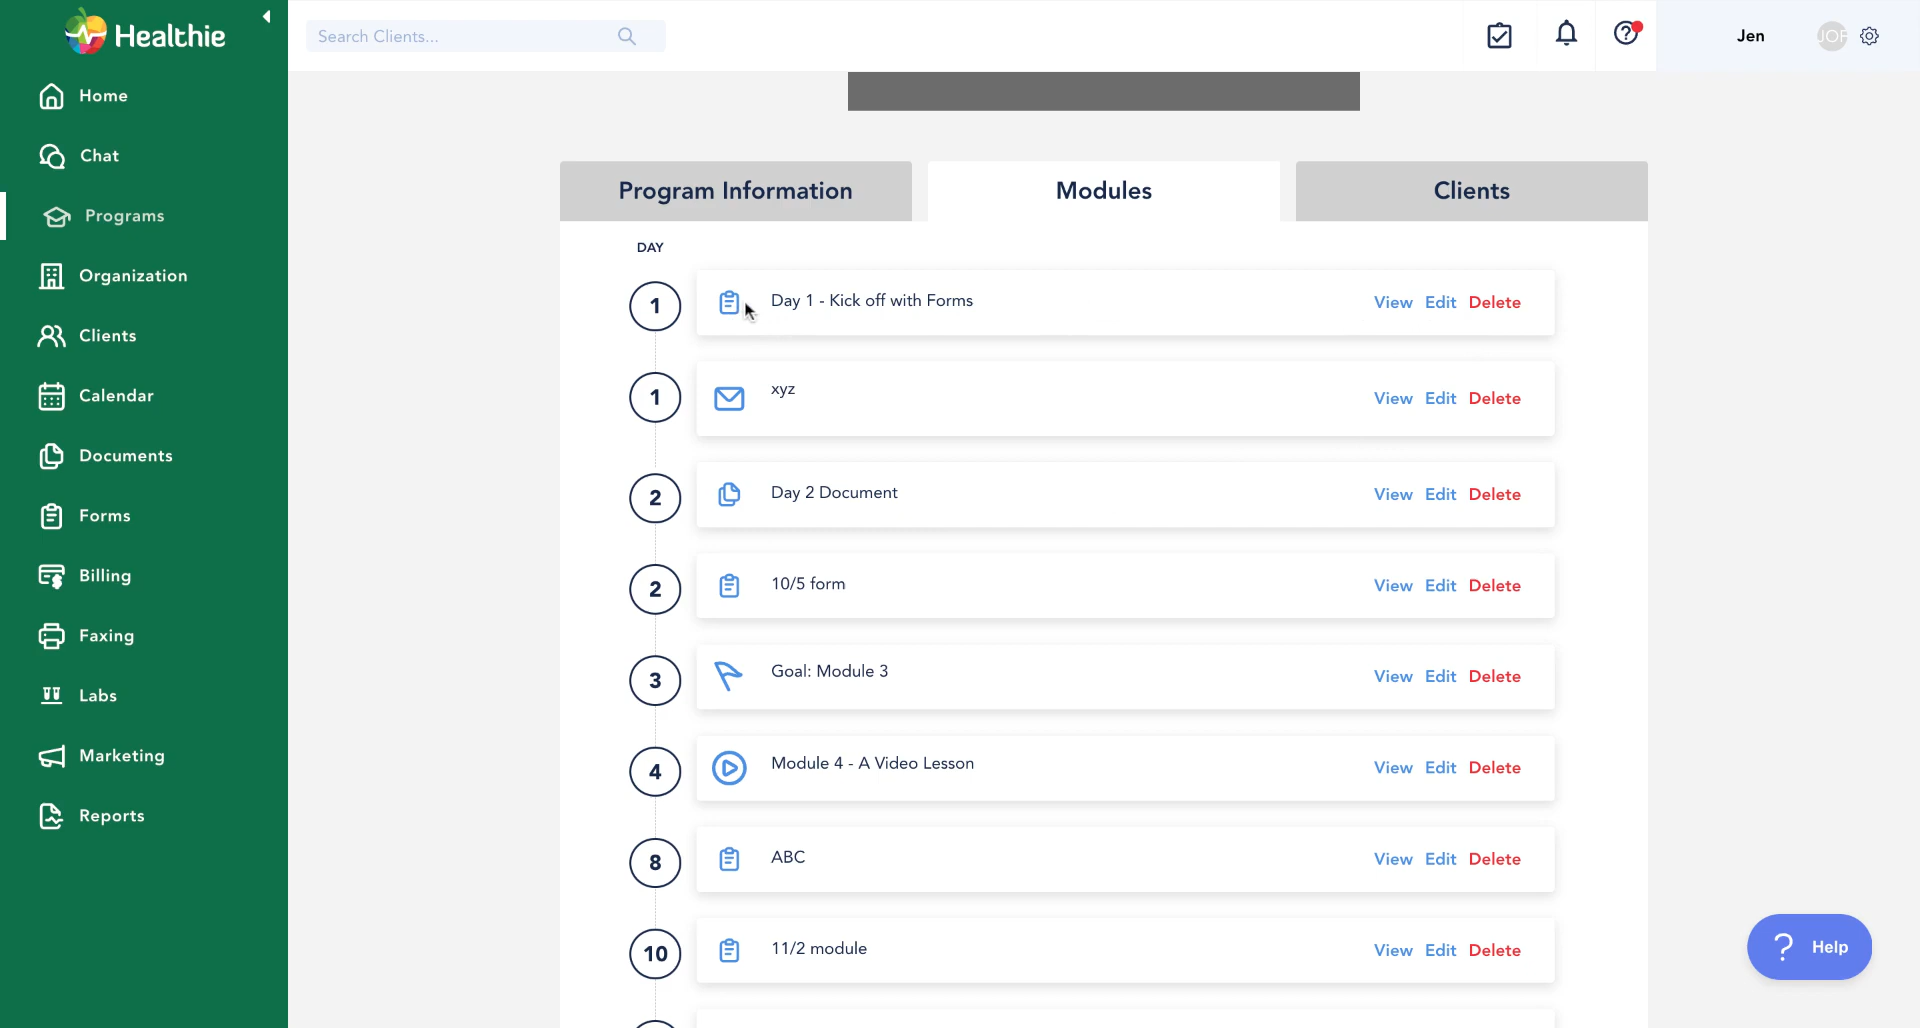 Healthie
Search Clients...
Jen
JOF
Home
Chat
Programs
Organization
Clients
Calendar
Documents
Forms
Billing
Faxing
Labs
Marketing
Reports
Program Information
Modules
Clients
DAY
1 Day 1 - Kick off with Forms View Edit Delete
1 xyz View Edit Delete
2 Day 2 Document View Edit Delete
2 10/5 form View Edit Delete
3 Goal: Module 3 View Edit Delete
4 Module 4 - A Video Lesson View Edit Delete
8 ABC View Edit Delete
10 11/2 module View Edit Delete
? Help